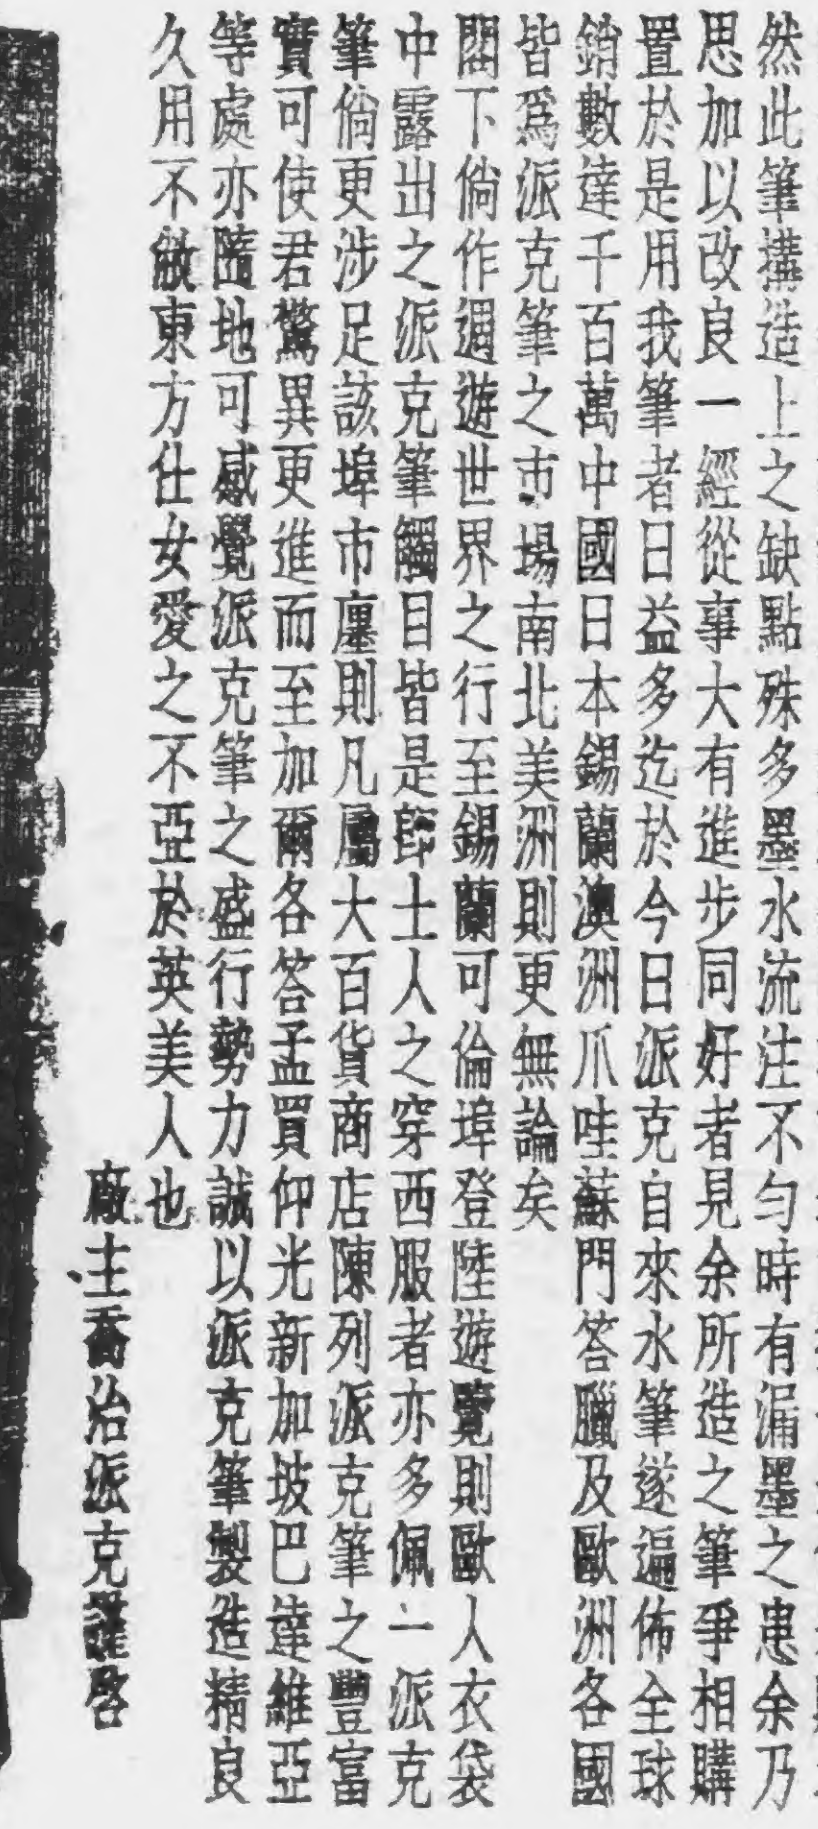 然此筆搆造上之缺點殊多墨水流注不勻時有漏墨之患余乃
思加以改良一經從事大有進步同好者見余所造之筆爭相購
置於是用我筆者日益多迄於今日派克自來水筆遂遍佈全球
銷數達千百萬中國日本錫蘭澳洲爪哇蘇門答臘及歐洲各國
皆爲派克筆之市場南北美洲則更無論矣
閣下倘作週遊世界之行至錫蘭可倫埠登陸遊覽則歐人衣袋
中露出之派克筆觸目皆是即土人之穿西服者亦多佩一派克
筆倘更涉足該埠市廛則凡屬大百貨商店陳列派克筆之豐富
實可使君驚異更進而至加爾各答孟買仰光新加坡巴達維亞
等處亦隨地可感覺派克筆之盛行勢力誠以派克筆製造精良
久用不敝東方仕女愛之不亞於英美人也
廠主喬治派克謹啓